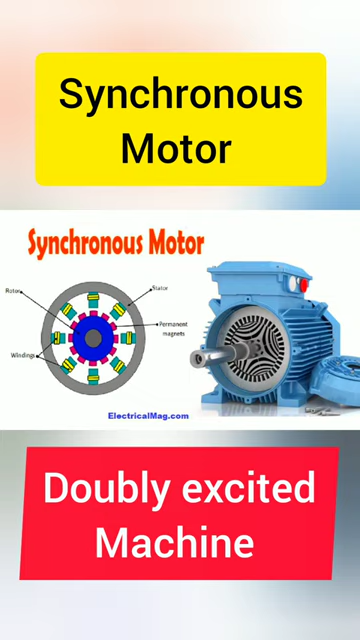 Synchronous
Motor
Synchronous Motor
Rotor
Stator
Permanent
magnets
Windings
ElectricalMag.com
Doubly excited
Machine